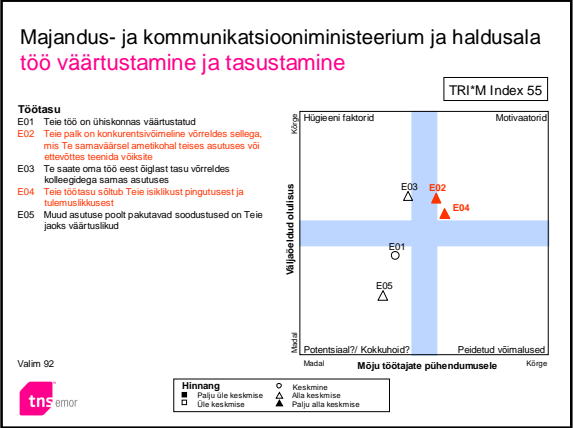 Majandus- ja kommunikatsiooniministeerium ja haldusala
töö väärtustamine ja tasustamine
TRI*M Index 55
Töötasu
E01 Teie töö on ühiskonnas väärtustatud
E02 Teie palk on konkurentsivõimeline võrreldes sellega,
mis Te samaväärsel ametikohal teises asutuses või
ettevõttes teenida võiksite
E03 Te saate oma töö eest õiglast tasu võrreldes
kolleegidega samas asutuses
E04 Teie töötasu sõltub Teie isiklikust pingutusest ja
tulemuslikkusest
E05 Muud asutuse poolt pakutavad soodustused on Teie
jaoks väärtuslikud
Kõrge
Hügieeni faktorid
Motivaatorid
E03
E02
E04
Väljaöeldud olulisus
E01
E05
Madal
Potentsiaal?/ Kokkuhoid?
Peidetud võimalused
Madal
Mõju töötajate pühendumusele
Kõrge
Valim 92
Hinnang
Palju üle keskmise
Üle keskmise
Keskmine
Alla keskmise
Palju alla keskmise
tns emor